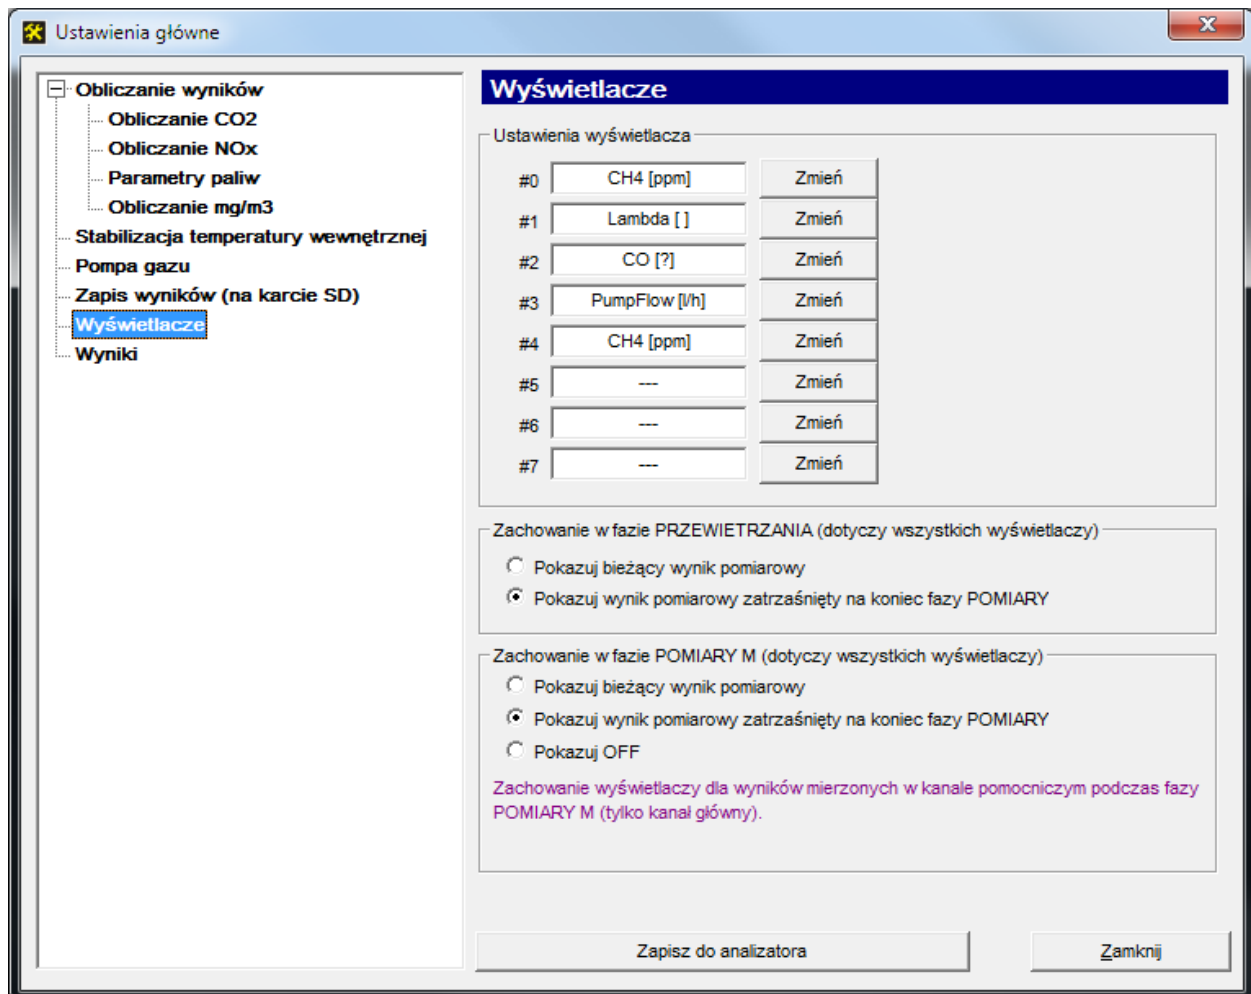 Ustawienia główne
Obliczanie wyników
Obliczanie CO2
Obliczanie NOx
Parametry paliw
Obliczanie mg/m3
Stabilizacja temperatury wewnętrznej
Pompa gazu
Zapis wyników (na karcie SD)
Wyświetlacze
Wyniki
Wyświetlacze
Ustawienia wyświetlacza
#0 CH4 [ppm] Zmień
#1 Lambda [ ] Zmień
#2 CO [?] Zmień
#3 PumpFlow [l/h] Zmień
#4 CH4 [ppm] Zmień
#5 --- Zmień
#6 --- Zmień
#7 --- Zmień
Zachowanie w fazie PRZEWIETRZANIA (dotyczy wszystkich wyświetlaczy)
Pokazuj bieżący wynik pomiarowy
Pokazuj wynik pomiarowy zatrzaśnięty na koniec fazy POMIARY
Zachowanie w fazie POMIARY M (dotyczy wszystkich wyświetlaczy)
Pokazuj bieżący wynik pomiarowy
Pokazuj wynik pomiarowy zatrzaśnięty na koniec fazy POMIARY
Pokazuj OFF
Zachowanie wyświetlaczy dla wyników mierzonych w kanale pomocniczym podczas fazy
POMIARY M (tylko kanał główny).
Zapisz do analizatora
Zamknij